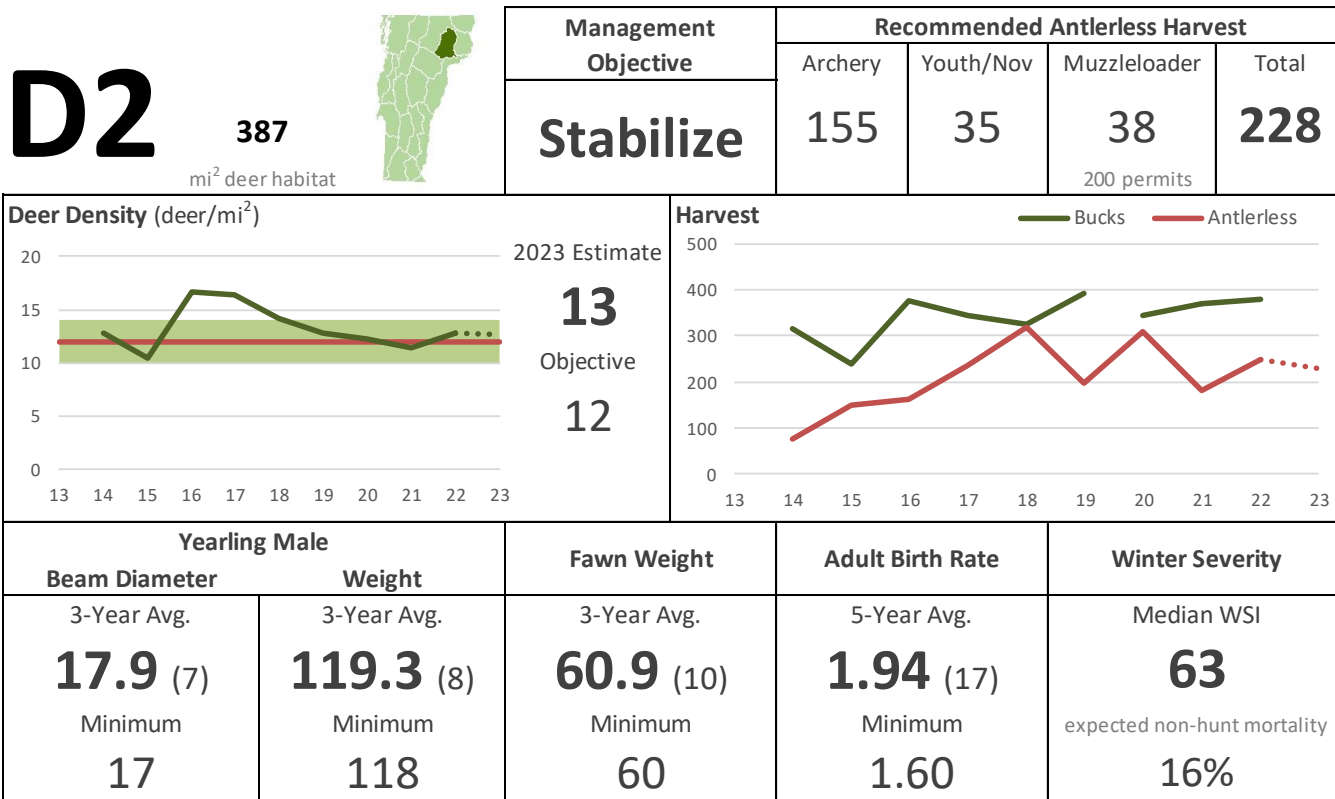 D2
387
mi² deer habitat
Management
Objective
Stabilize
Recommended Antlerless Harvest
Archery Youth/Nov Muzzleloader Total
155 35 38 228
200 permits
Deer Density (deer/mi²)
20
15
10
5
0
13 14 15 16 17 18 19 20 21 22 23
2023 Estimate
13
Objective
12
Harvest
Bucks Antlerless
500
400
300
200
100
0
13 14 15 16 17 18 19 20 21 22 23
Yearling Male
Beam Diameter Weight
Fawn Weight
Adult Birth Rate
Winter Severity
3-Year Avg. 3-Year Avg. 3-Year Avg. 5-Year Avg. Median WSI
17.9 (7) 119.3 (8) 60.9 (10) 1.94 (17) 63
Minimum Minimum Minimum Minimum expected non-hunt mortality
17 118 60 1.60 16%